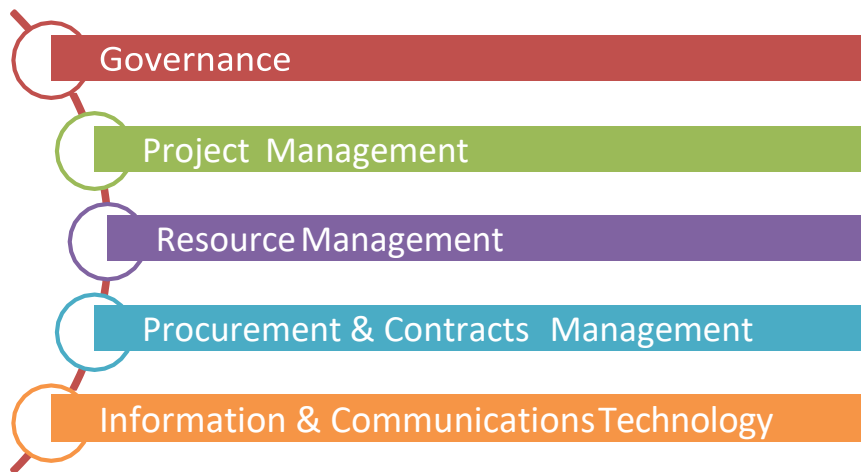 Governance
Project Management
Resource Management
Procurement & Contracts Management
Information & Communications Technology